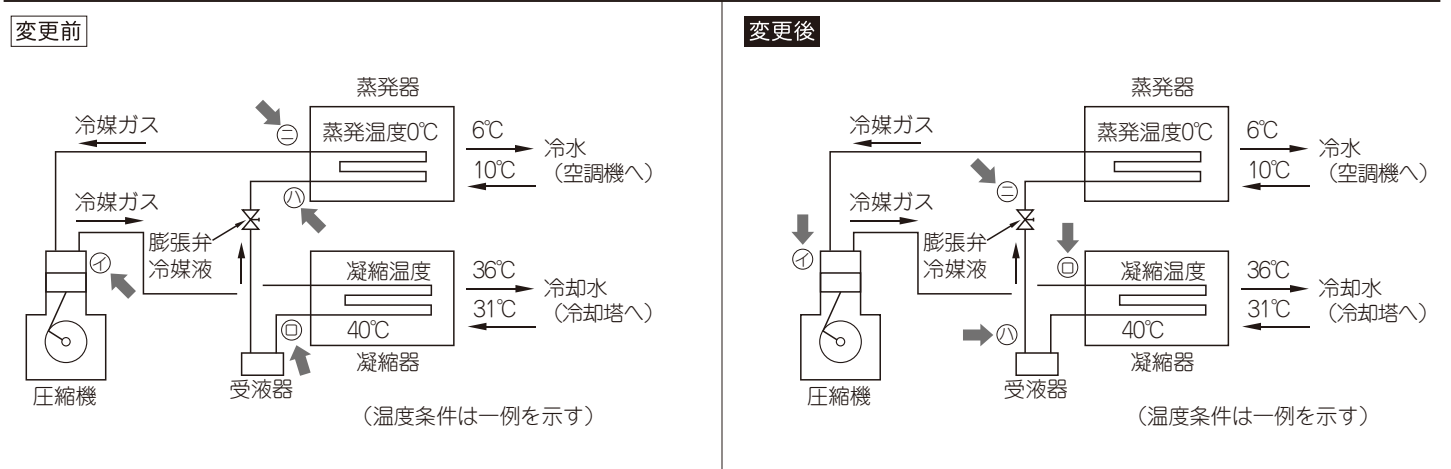 変更前
蒸発器
冷媒ガス
㊁
蒸発温度0℃
6℃
10℃
冷水
（空調機へ）
冷媒ガス
㋩
膨張弁
冷媒液
㋑
凝縮温度
40℃
36℃
31℃
冷却水
（冷却塔へ）
㋺
凝縮器
受液器
圧縮機
（温度条件は一例を示す）
変更後
蒸発器
冷媒ガス
蒸発温度0℃
6℃
10℃
冷水
（空調機へ）
㊁
冷媒ガス
㋑
膨張弁
冷媒液
㋺
凝縮温度
40℃
36℃
31℃
冷却水
（冷却塔へ）
㋩
凝縮器
受液器
圧縮機
（温度条件は一例を示す）